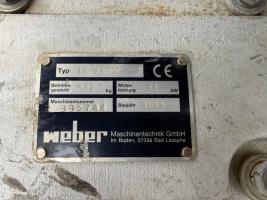 Typ
CE
Betriebs-
gewicht kg
Motor-
leistung kW
Maschinennummer
Baujahr
weber Maschinentechnik GmbH
Im Boden, 57334 Bad Laasphe